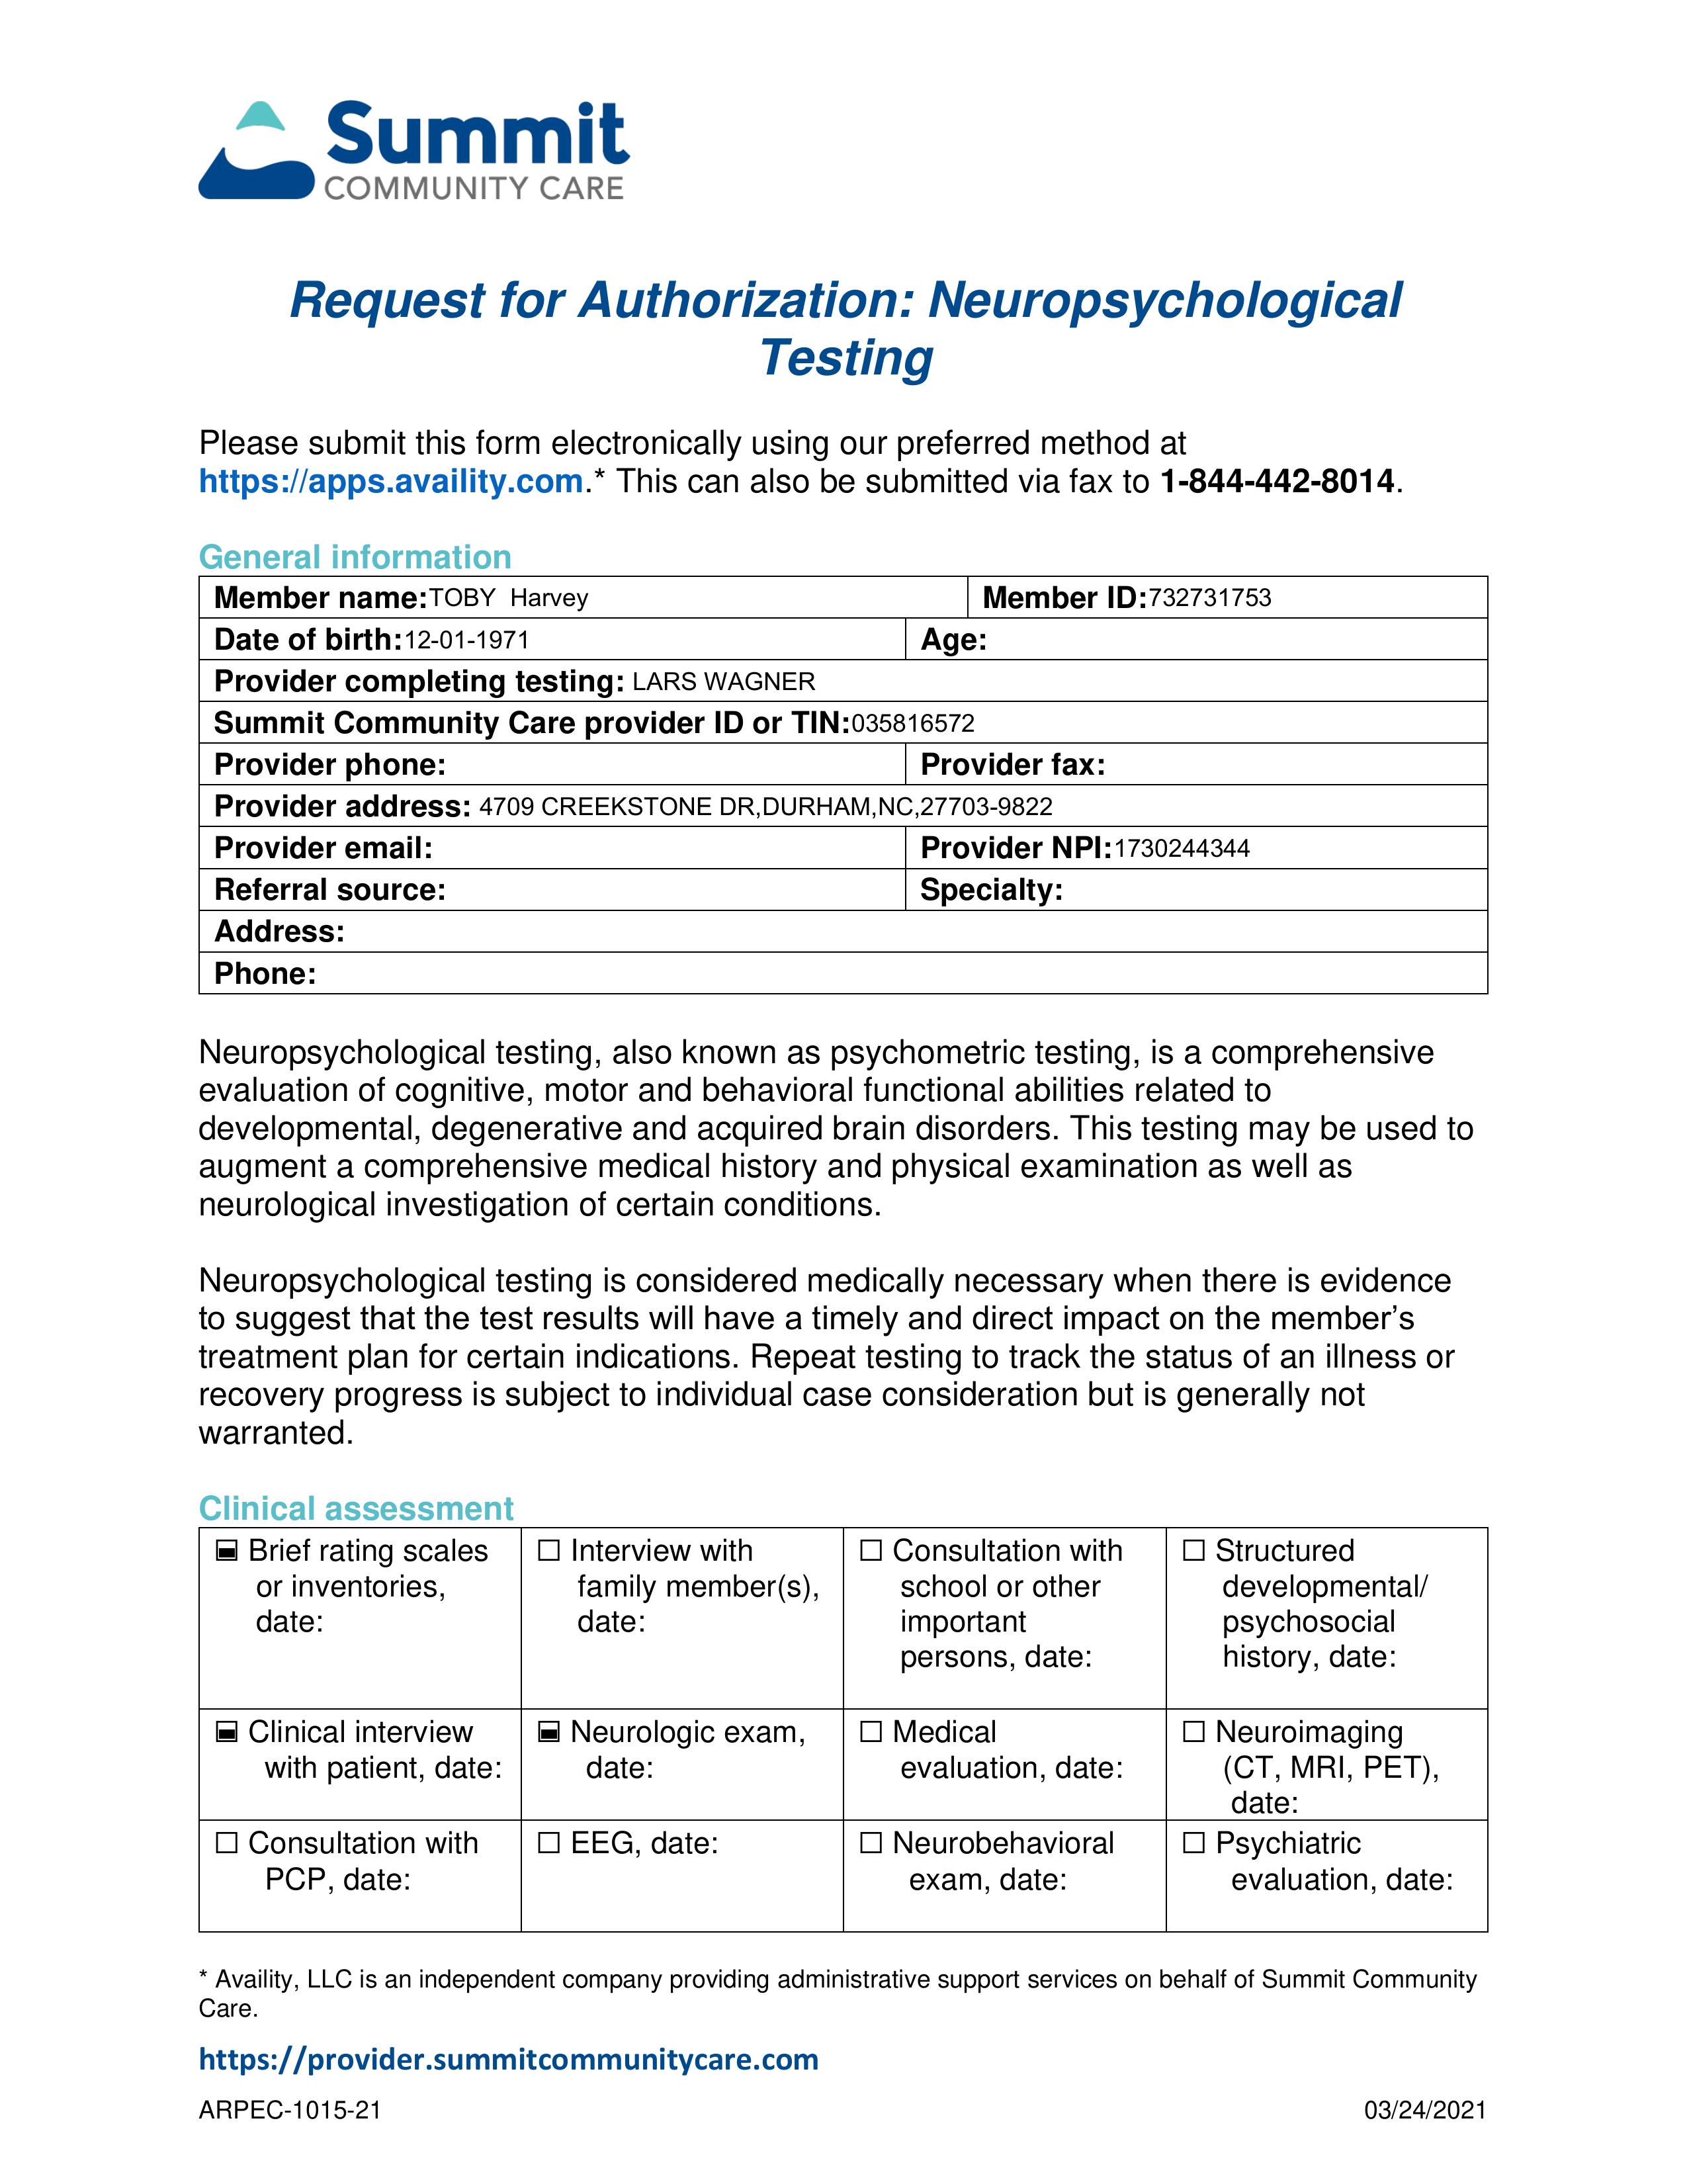 Summit
COMMUNITY CARE
Request for Authorization: Neuropsychological
Testing
Please submit this form electronically using our preferred method at
https://apps.availity.com.* This can also be submitted via fax to 1-844-442-8014.
General information
Member name:TOBY  Harvey Member ID:732731753
Date of birth:12-01-1971 Age:
Provider completing testing: LARS WAGNER
Summit Community Care provider ID or TIN:035816572
Provider phone: Provider fax:
Provider address: 4709 CREEKSTONE DR,DURHAM,NC,27703-9822
Provider email: Provider NPI:1730244344
Referral source: Specialty:
Address:
Phone:
Neuropsychological testing, also known as psychometric testing, is a comprehensive
evaluation of cognitive, motor and behavioral functional abilities related to
developmental, degenerative and acquired brain disorders. This testing may be used to
augment a comprehensive medical history and physical examination as well as
neurological investigation of certain conditions.
Neuropsychological testing is considered medically necessary when there is evidence
to suggest that the test results will have a timely and direct impact on the member’s
treatment plan for certain indications. Repeat testing to track the status of an illness or
recovery progress is subject to individual case consideration but is generally not
warranted.
Clinical assessment
Brief rating scales
or inventories,
date:
☐ Interview with
family member(s),
date:
☐ Consultation with
school or other
important
persons, date:
☐ Structured
developmental/
psychosocial
history, date:
Clinical interview
with patient, date:
Neurologic exam,
date:
☐ Medical
evaluation, date:
☐ Neuroimaging
(CT, MRI, PET),
date:
☐ Consultation with
PCP, date:
☐ EEG, date:
☐ Neurobehavioral
exam, date:
☐ Psychiatric
evaluation, date:
* Availity, LLC is an independent company providing administrative support services on behalf of Summit Community
Care.
https://provider.summitcommunitycare.com
ARPEC-1015-21 03/24/2021